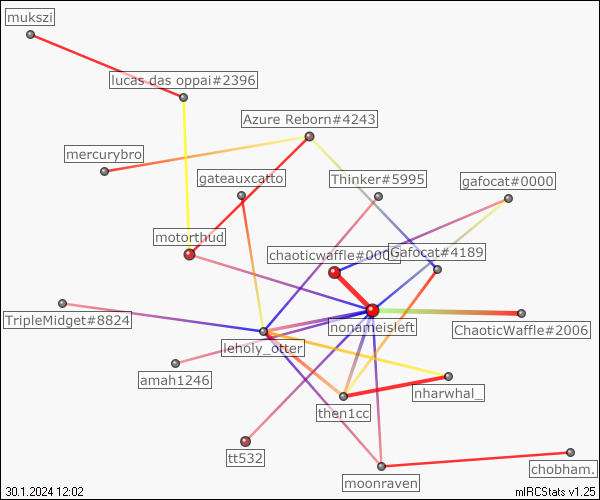 mukszi
lucas das oppai#2396
Azure Reborn#4243
mercurybro
gateauxcatto
Thinker#5995
gafocat#0000
motorthud
chaoticwaffle#000
Gafocat#4189
TripleMidget#8824
nonameisleft
ChaoticWaffle#2006
leholy_otter
amah1246
nharwhal_
then1cc
tt532
moonraven
chobham.
30.1.2024 12:02
mIRCStats v1.25